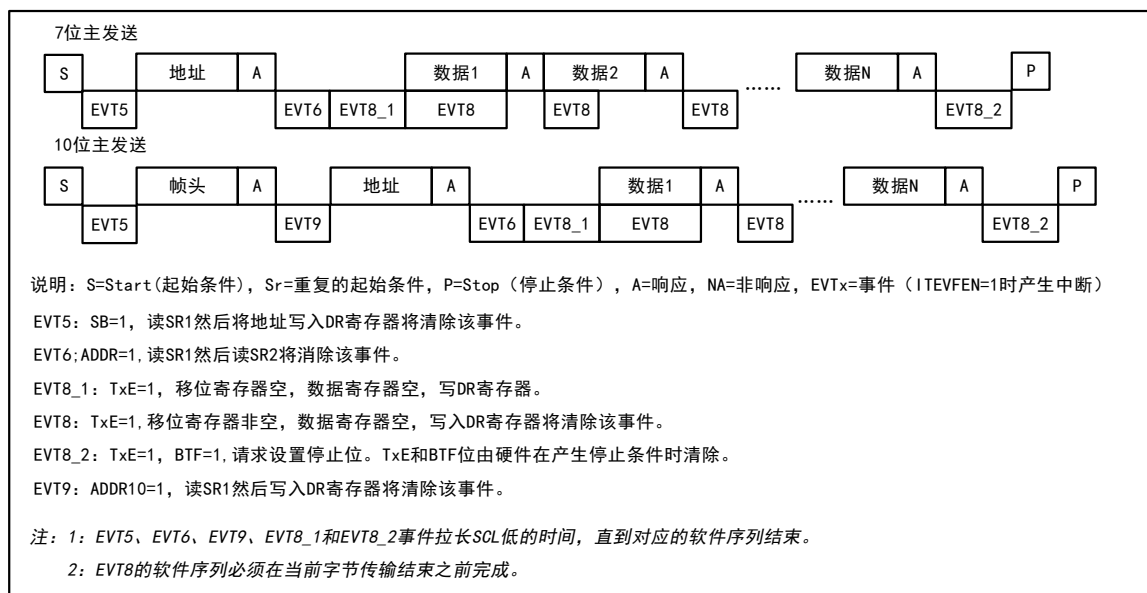 7位主发送
S 地址 A 数据1 A 数据2 A …… 数据N A P
EVT5 EVT6 EVT8_1 EVT8 EVT8 EVT8 EVT8_2
10位主发送
S 帧头 A 地址 A 数据1 A …… 数据N A P
EVT5 EVT9 EVT6 EVT8_1 EVT8 EVT8 EVT8_2
说明：S=Start(起始条件)，Sr=重复的起始条件，P=Stop（停止条件），A=响应，NA=非响应，EVTx=事件（ITEVFEN=1时产生中断）
EVT5：SB=1，读SR1然后将地址写入DR寄存器将清除该事件。
EVT6;ADDR=1,读SR1然后读SR2将消除该事件。
EVT8_1：TxE=1，移位寄存器空，数据寄存器空，写DR寄存器。
EVT8：TxE=1,移位寄存器非空，数据寄存器空，写入DR寄存器将清除该事件。
EVT8_2：TxE=1，BTF=1,请求设置停止位。TxE和BTF位由硬件在产生停止条件时清除。
EVT9：ADDR10=1，读SR1然后写入DR寄存器将清除该事件。
注：1：EVT5、EVT6、EVT9、EVT8_1和EVT8_2事件拉长SCL低的时间，直到对应的软件序列结束。
2：EVT8的软件序列必须在当前字节传输结束之前完成。